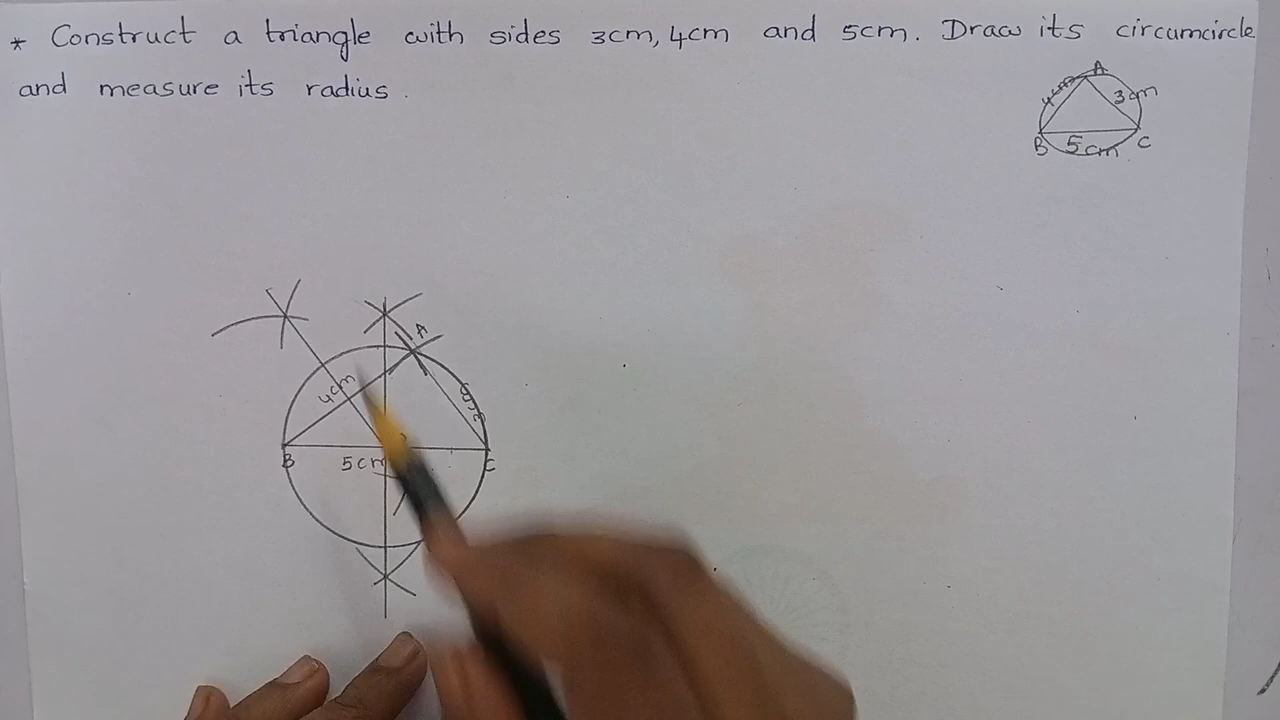 * Construct a triangle with sides 3cm, 4cm and 5cm. Draw its circumcircle
and measure its radius.
A
4cm
3cm
B
5cm
C
A
4cm
3cm
B
5cm
C